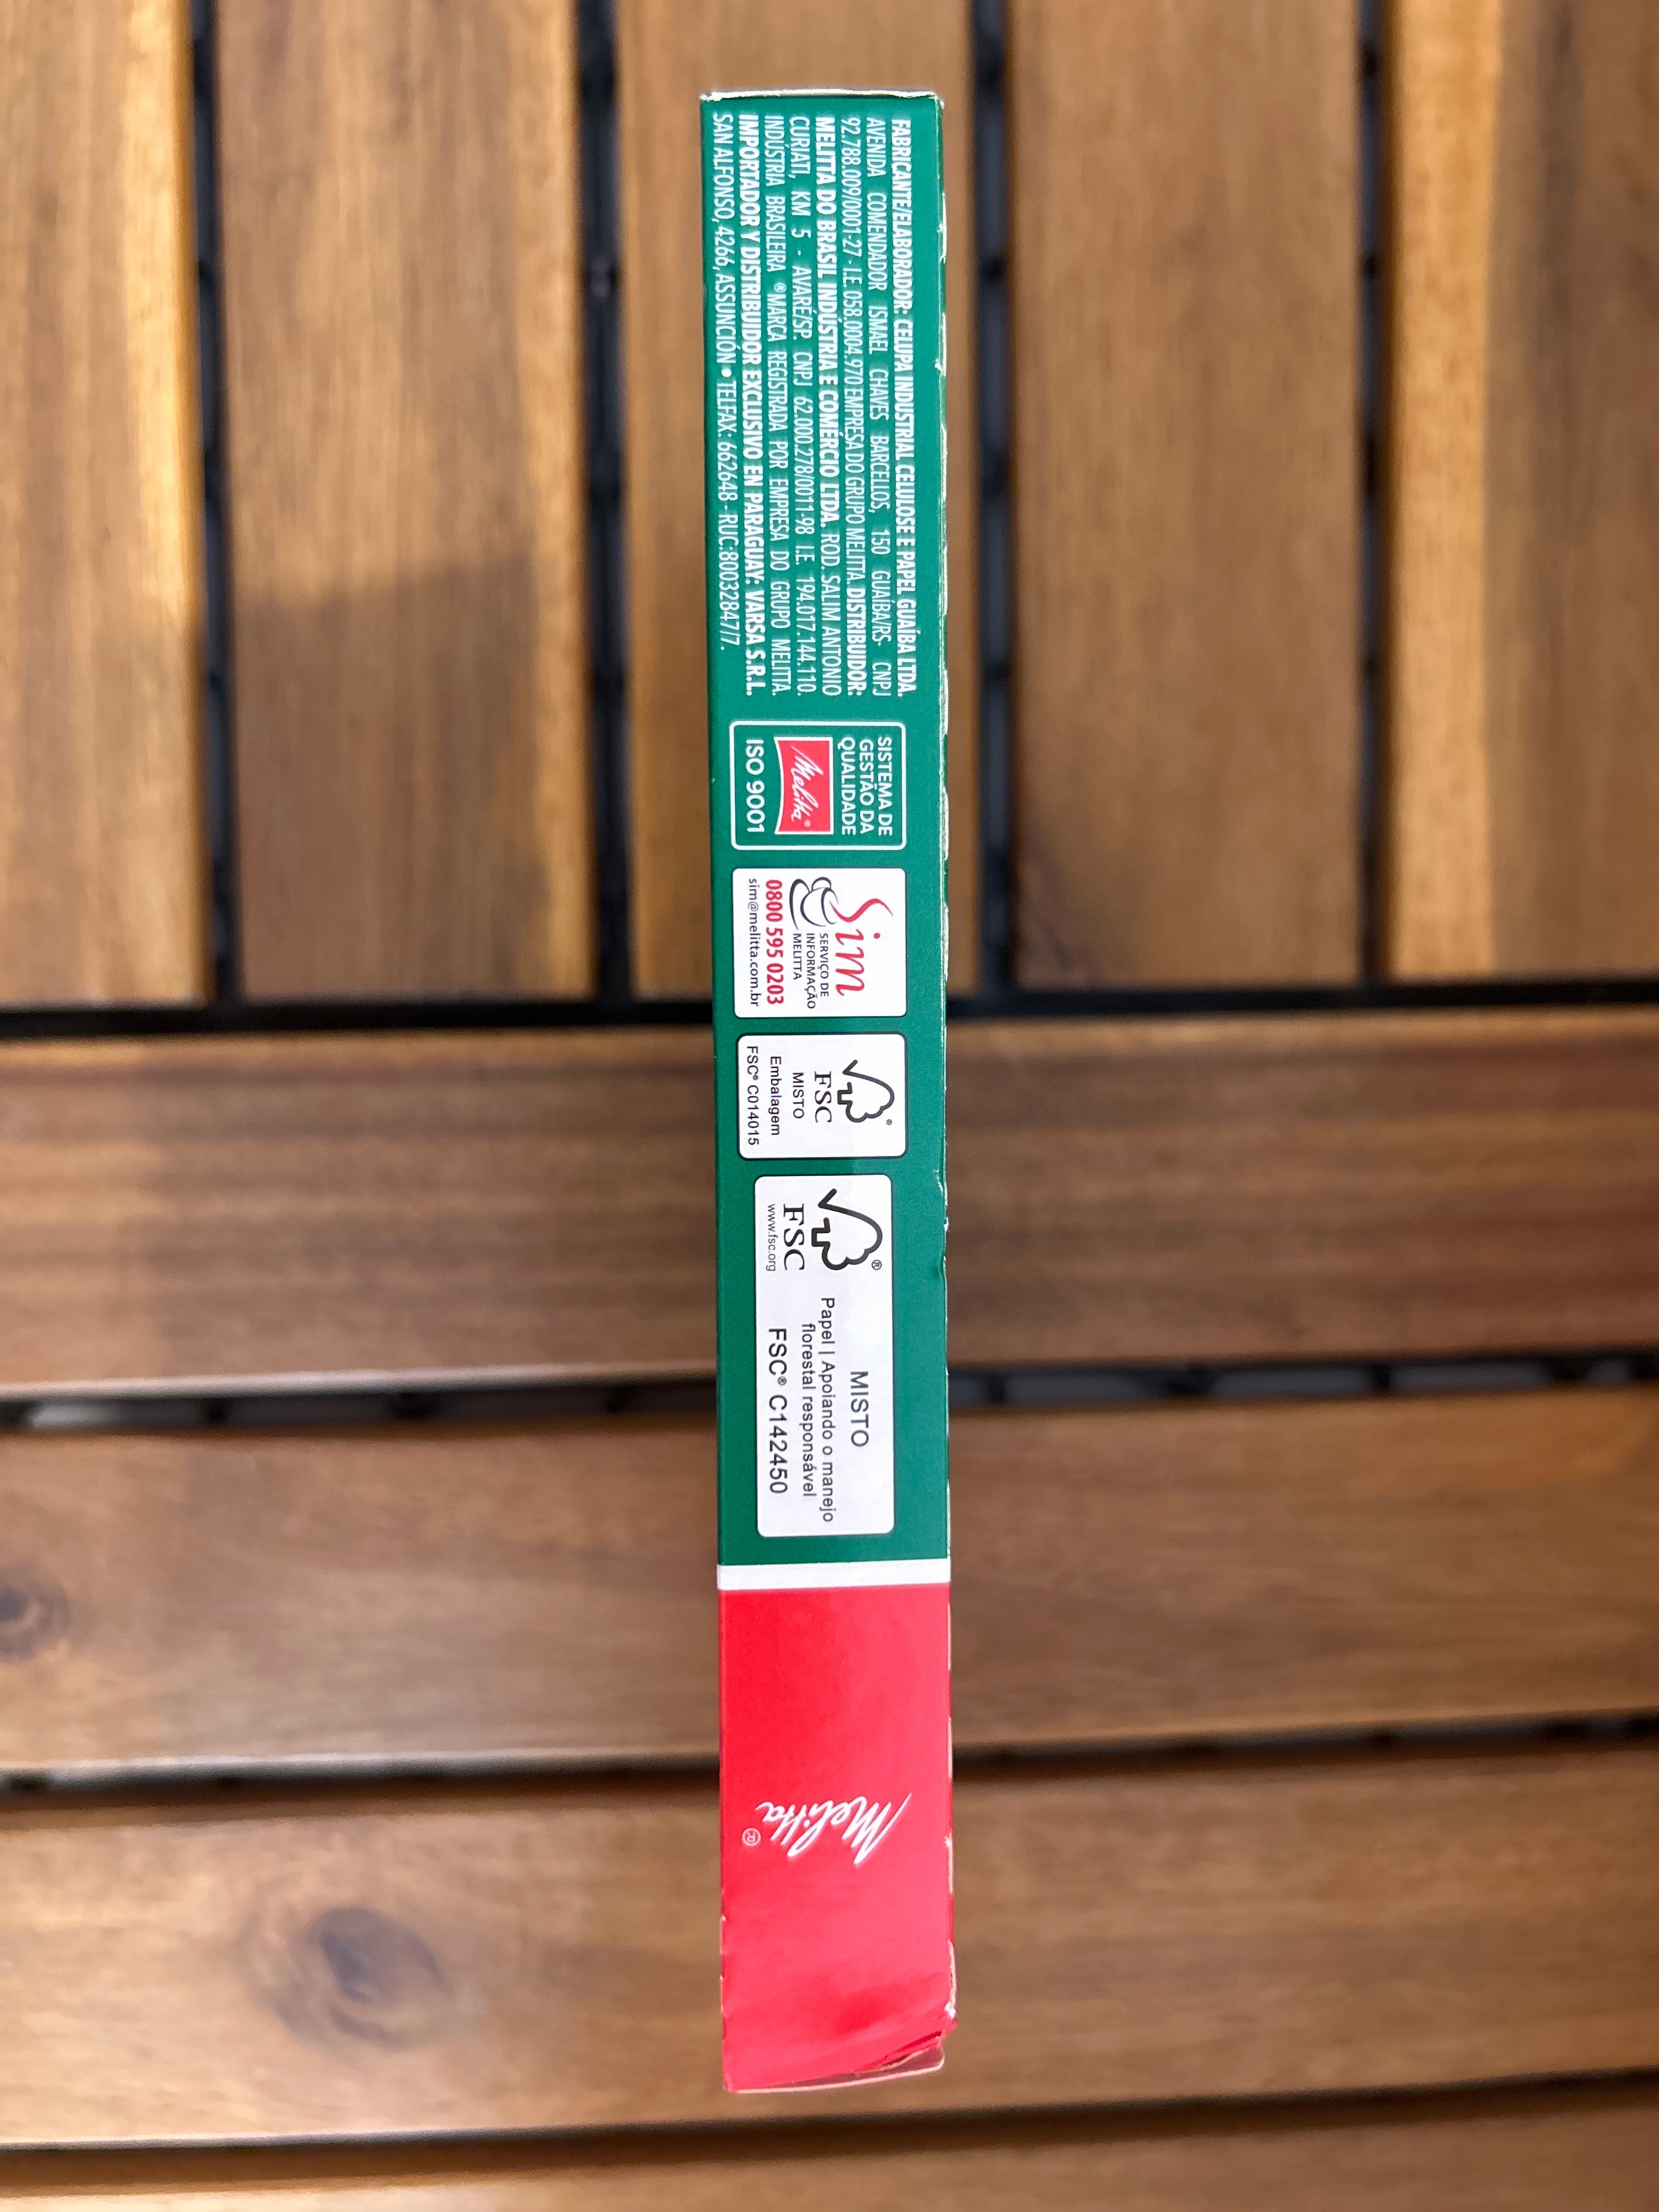 FABRICANTE/ELABORADOR: CELUPA INDUSTRIAL CELULOSE E PAPEL GUAÍBA LTDA.
AVENIDA COMENDADOR ISMAEL CHAVES BARCELLOS, 150 GUAÍBA/RS- CNPJ
92.788.009/0001-27 - I.E. 058.0004.970 EMPRESA DO GRUPO MELITTA. DISTRIBUIDOR:
MELITTA DO BRASIL INDÚSTRIA E COMÉRCIO LTDA. ROD. SALIM ANTONIO
CURIATI, KM 5 - AVARÉ/SP. CNPJ 62.000.278/0011-98 I.E. 194.017.144.110.
INDÚSTRIA BRASILEIRA ®MARCA REGISTRADA POR EMPRESA DO GRUPO MELITTA.
IMPORTADOR Y DISTRIBUIDOR EXCLUSIVO EN PARAGUAY: VARSA S.R.L.
SAN ALFONSO, 4266, ASSUNCIÓN • TELFAX: 662648 - RUC:80032847/7.
SISTEMA DE
GESTÃO DA
QUALIDADE
Melitta®
ISO 9001
Sim
SERVIÇO DE
INFORMAÇÃO
MELITTA
0800 595 0203
sim@melitta.com.br
®
FSC
MISTO
Embalagem
FSC® C014015
®
FSC
www.fsc.org
MISTO
Papel | Apoiando o manejo
florestal responsável
FSC® C142450
Melitta®